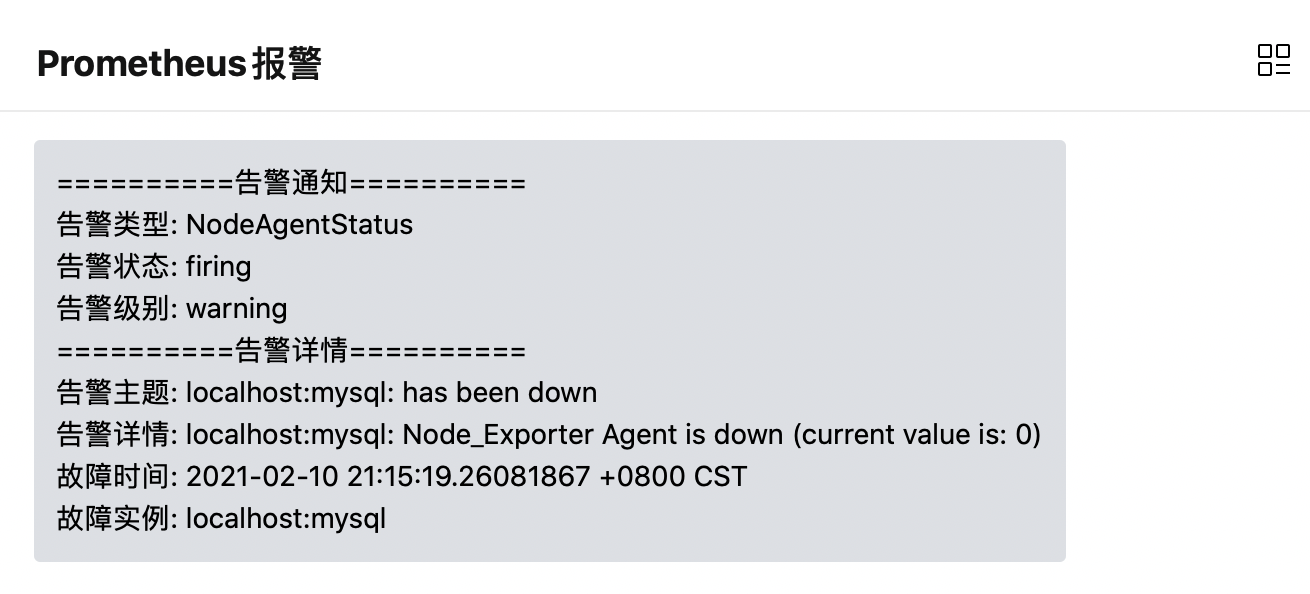 Prometheus报警
==========告警通知==========
告警类型: NodeAgentStatus
告警状态: firing
告警级别: warning
==========告警详情==========
告警主题: localhost:mysql: has been down
告警详情: localhost:mysql: Node_Exporter Agent is down (current value is: 0)
故障时间: 2021-02-10 21:15:19.26081867 +0800 CST
故障实例: localhost:mysql